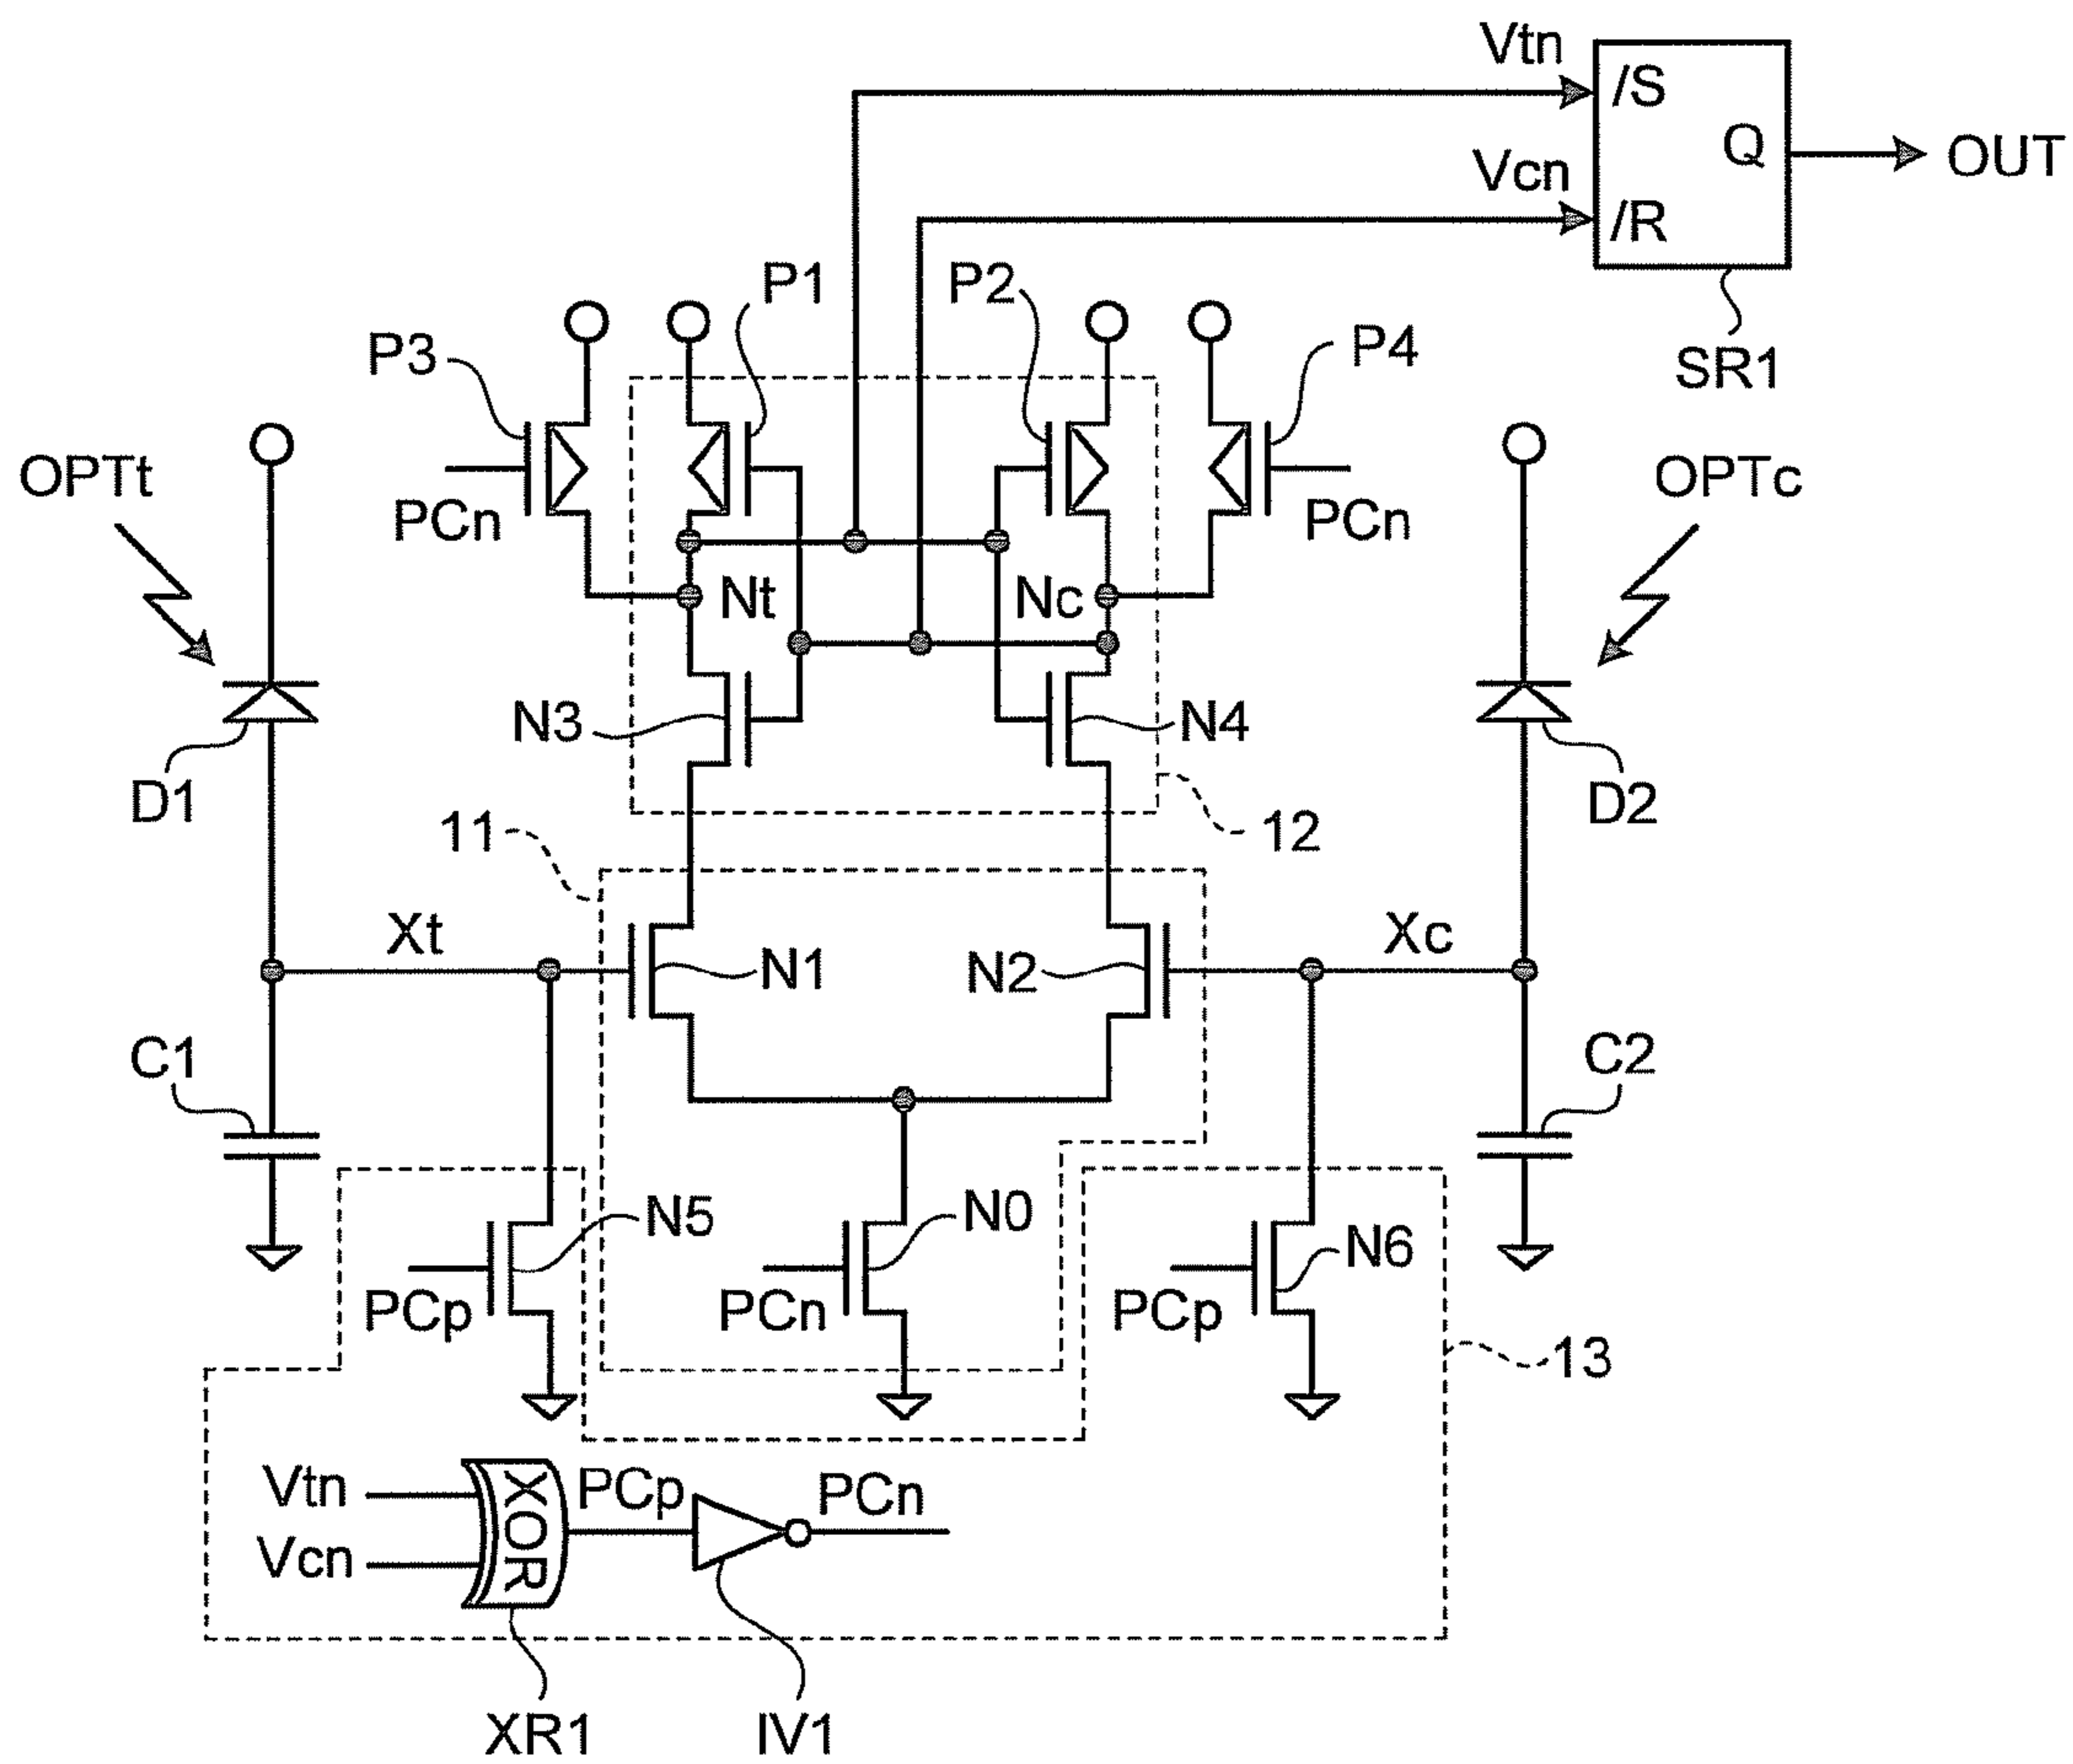 Vtn
/S
Q
OUT
Vcn
/R
SR1
P1
P2
P3
P4
OPTt
OPTc
PCn
PCn
Nt
Nc
N3
N4
D1
D2
11
12
Xt
Xc
N1
N2
C1
C2
N5
N0
N6
PCp
PCn
PCp
13
Vtn
Vcn
XOR
PCp
PCn
XR1
IV1